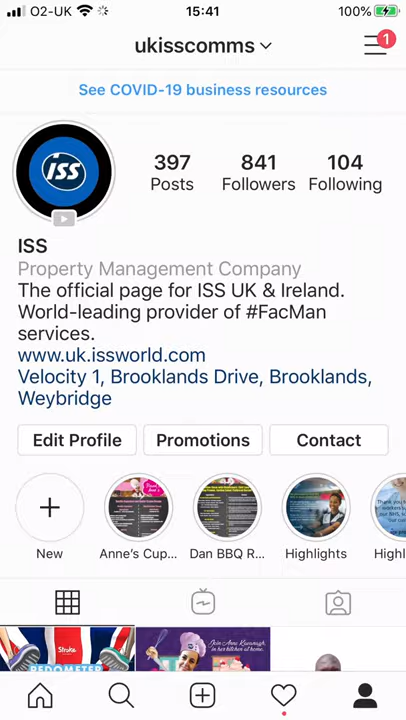 O2-UK 15:41 100%
ukisscomms
1
See COVID-19 business resources
iss
397 841 104
Posts Followers Following
ISS
Property Management Company
The official page for ISS UK & Ireland.
World-leading provider of #FacMan
services.
www.uk.issworld.com
Velocity 1, Brooklands Drive, Brooklands,
Weybridge
Edit Profile Promotions Contact
New Anne's Cup... Dan BBQ R... Highlights Highl
Stoke
PEDOMETER
Join Anne Kavanagh
in her kitchen at home.